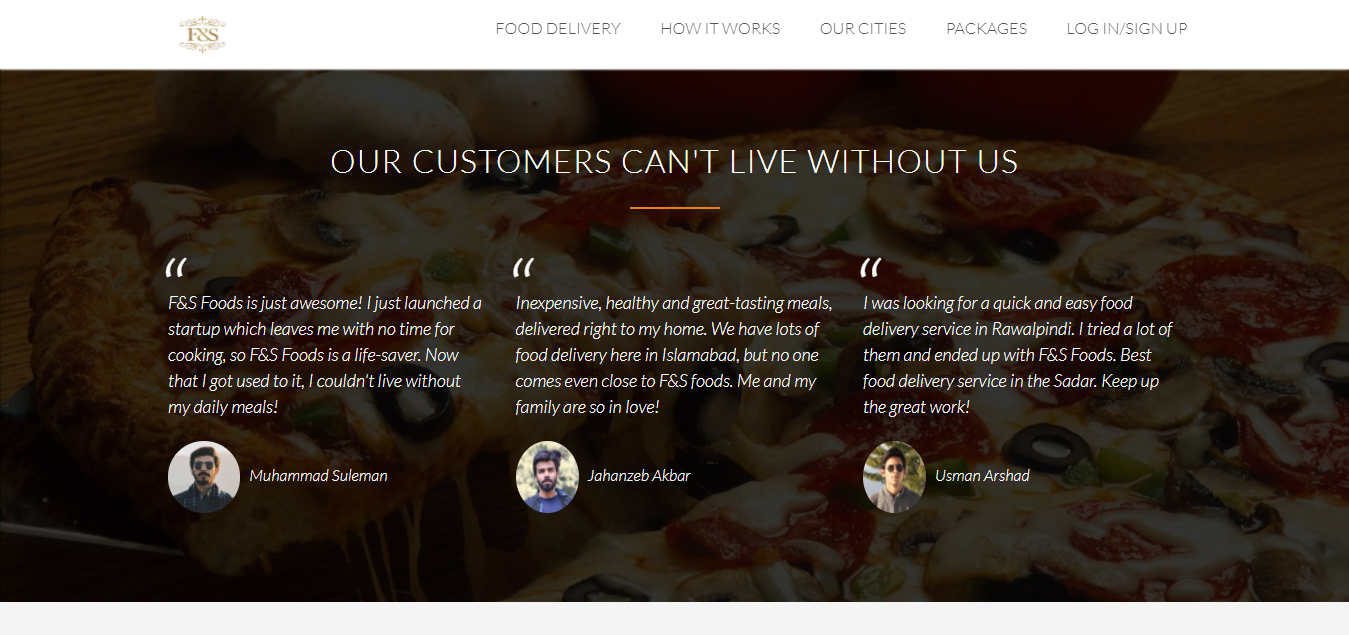 F&S
FOOD DELIVERY
HOW IT WORKS
OUR CITIES
PACKAGES
LOG IN/SIGN UP
OUR CUSTOMERS CAN'T LIVE WITHOUT US
“
F&S Foods is just awesome! I just launched a
startup which leaves me with no time for
cooking, so F&S Foods is a life-saver. Now
that I got used to it, I couldn't live without
my daily meals!
Muhammad Suleman
“
Inexpensive, healthy and great-tasting meals,
delivered right to my home. We have lots of
food delivery here in Islamabad, but no one
comes even close to F&S foods. Me and my
family are so in love!
Jahanzeb Akbar
“
I was looking for a quick and easy food
delivery service in Rawalpindi. I tried a lot of
them and ended up with F&S Foods. Best
food delivery service in the Sadar. Keep up
the great work!
Usman Arshad